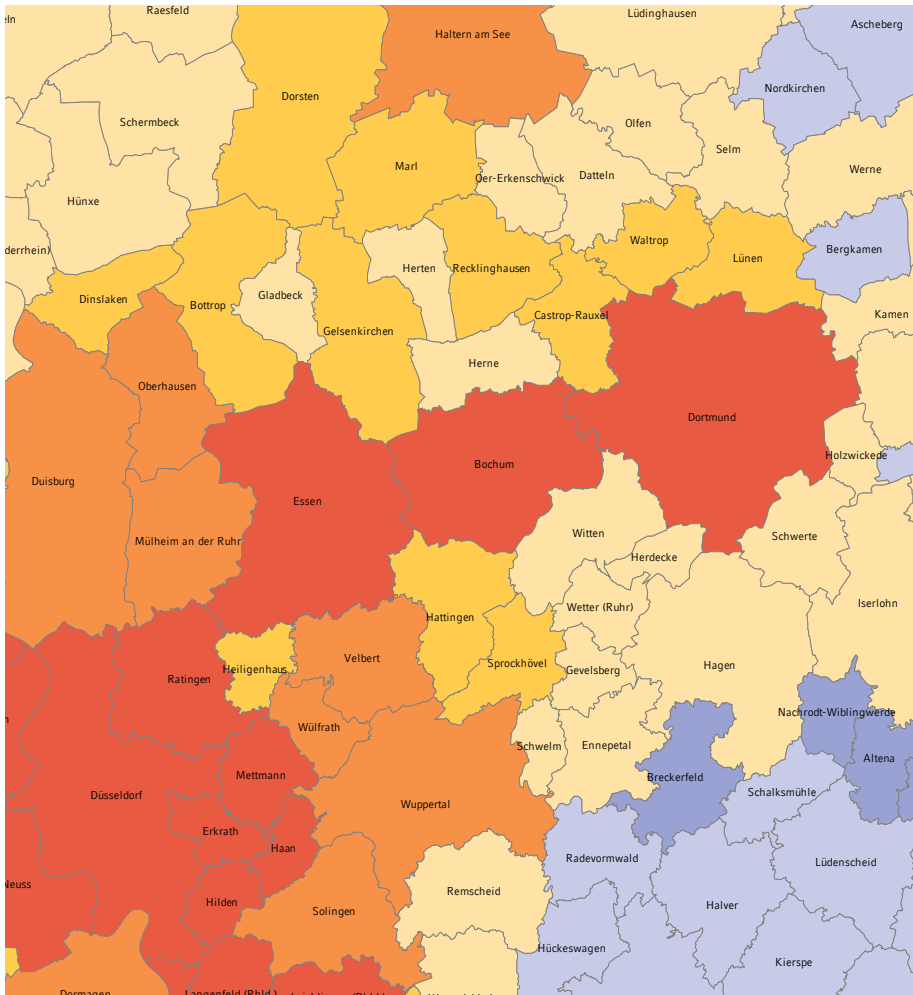 Raesfeld
Lüdinghausen
Ascheberg
Haltern am See
Nordkirchen
Dorsten
Schermbeck
Olfen
Selm
Marl
Oer-Erkenschwick
Datteln
Werne
Hünxe
derrhein)
Waltrop
Bergkamen
Lünen
Herten
Recklinghausen
Dinslaken
Gladbeck
Bottrop
Castrop-Rauxel
Kamen
Gelsenkirchen
Herne
Oberhausen
Dortmund
Holzwickede
Bochum
Duisburg
Essen
Witten
Schwerte
Mülheim an der Ruhr
Herdecke
Iserlohn
Wetter (Ruhr)
Hattingen
Velbert
Sprockhövel
Hagen
Heiligenhaus
Gevelsberg
Ratingen
Nachrodt-Wiblingwerde
Wülfrath
Schwelm
Ennepetal
Altena
Mettmann
Breckerfeld
Düsseldorf
Schalksmühle
Wuppertal
Erkrath
Haan
Radevormwald
Lüdenscheid
Neuss
Remscheid
Hilden
Solingen
Halver
Hückeswagen
Kierspe
Dormagen
Langenfeld (Rhld.)